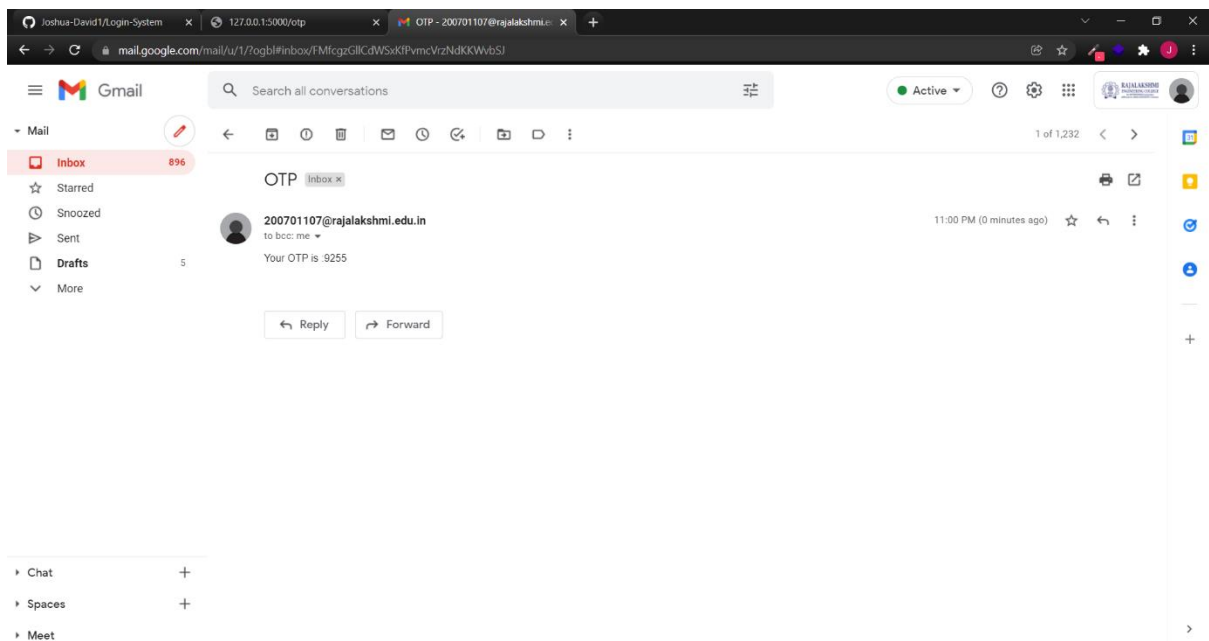 Joshua-David1/Login-System
127.0.0.1:5000/otp
OTP - 200701107@rajalakshmi.e
mail.google.com/mail/u/1/?ogbl#inbox/FMfcgzGllCdWSxKfPvmcVrzNdKKWvbSJ
J
Gmail
Search all conversations
Active
RAJALAKSHMI
Mail
1 of 1,232
Inbox 896
Starred
Snoozed
Sent
Drafts 5
More
OTP Inbox ×
200701107@rajalakshmi.edu.in
11:00 PM (0 minutes ago)
to bcc: me
Your OTP is :9255
Reply
Forward
Chat
Spaces
Meet